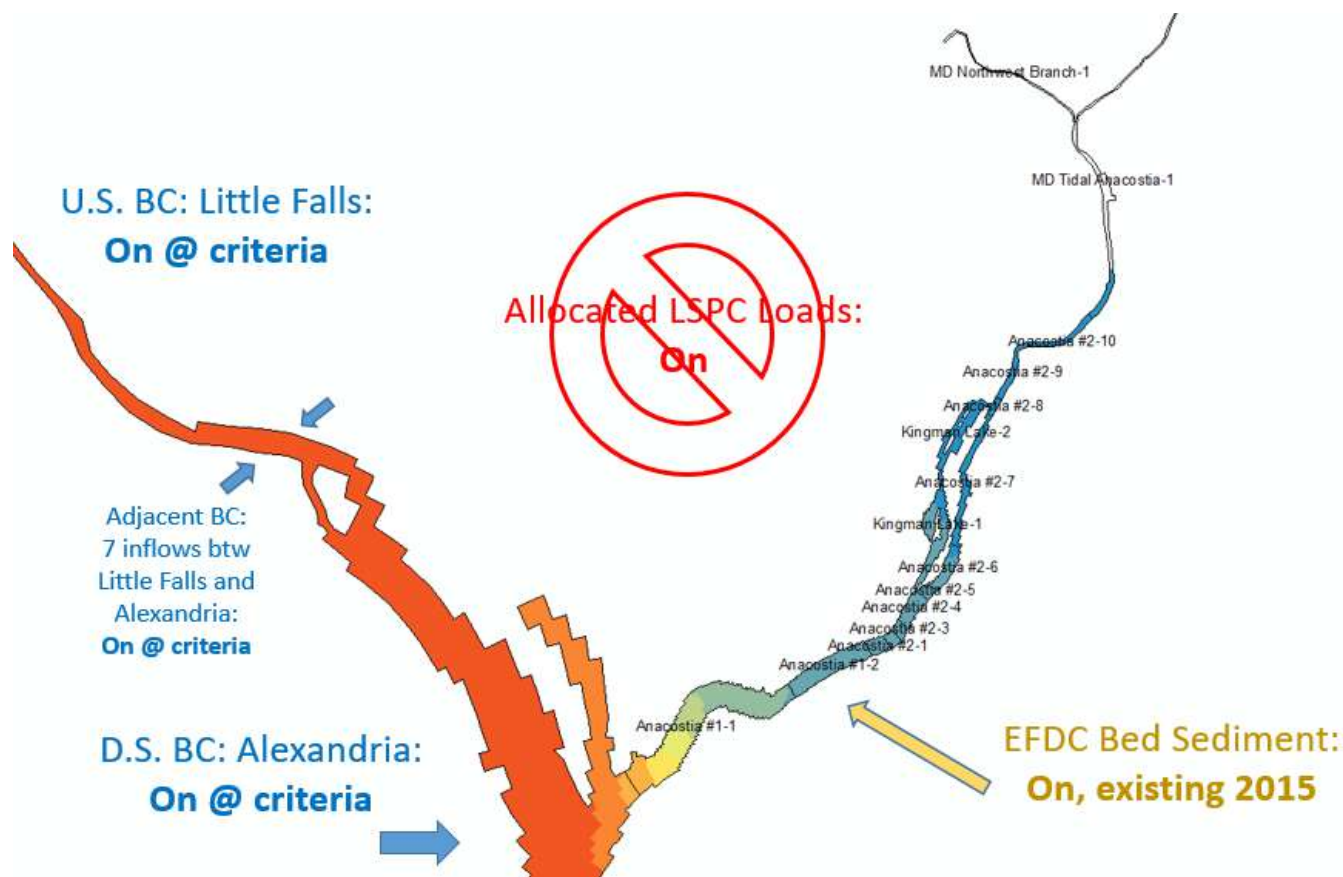 MD Northwest Branch-1
MD Tidal Anacostia-1
U.S. BC: Little Falls:
On @ criteria
Allocated LSPC Loads:
On
Anacostia #2-10
Anacostia #2-9
Anacostia #2-8
Kingman Lake-2
Anacostia #2-7
Kingman Lake-1
Anacostia #2-6
Anacostia #2-5
Anacostia #2-4
Anacostia #2-3
Anacostia #2-1
Anacostia #1-2
Anacostia #1-1
Adjacent BC:
7 inflows btw
Little Falls and
Alexandria:
On @ criteria
D.S. BC: Alexandria:
On @ criteria
EFDC Bed Sediment:
On, existing 2015